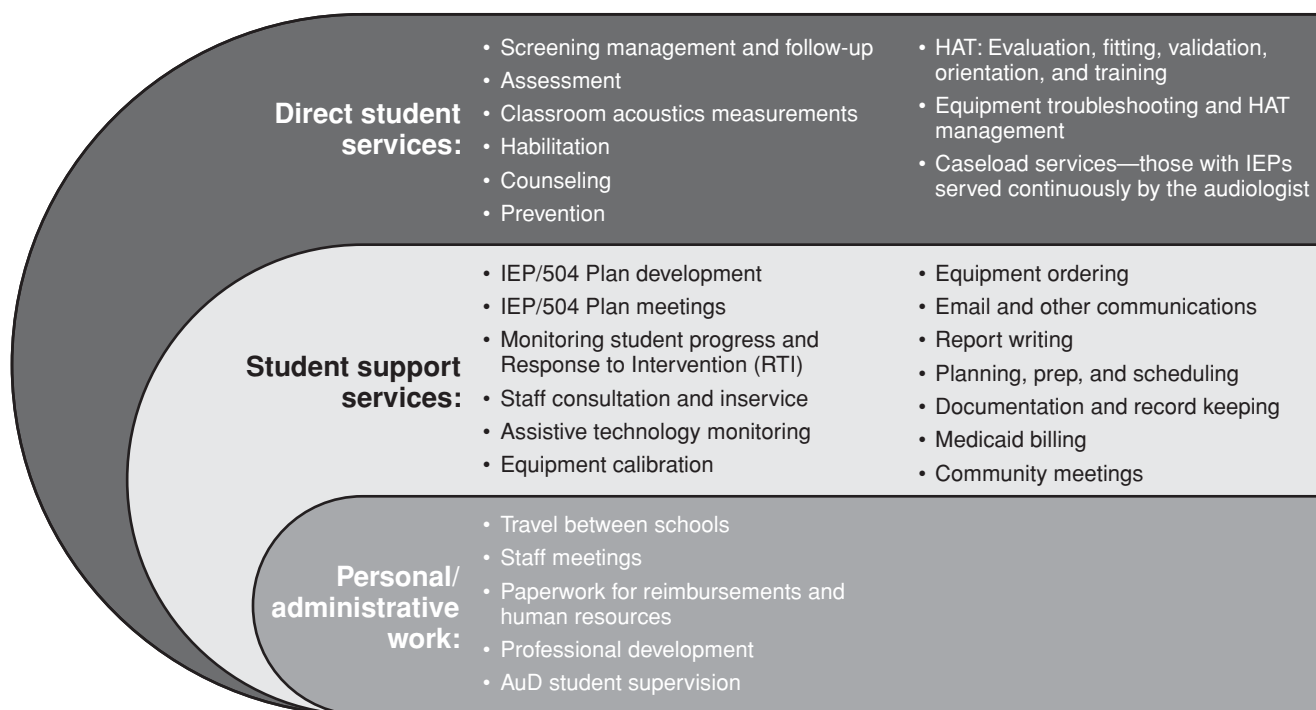 Direct student
services:
• Screening management and follow-up
• Assessment
• Classroom acoustics measurements
• Habilitation
• Counseling
• Prevention
• HAT: Evaluation, fitting, validation,
orientation, and training
• Equipment troubleshooting and HAT
management
• Caseload services—those with IEPs
served continuously by the audiologist
Student support
services:
• IEP/504 Plan development
• IEP/504 Plan meetings
• Monitoring student progress and
Response to Intervention (RTI)
• Staff consultation and inservice
• Assistive technology monitoring
• Equipment calibration
• Equipment ordering
• Email and other communications
• Report writing
• Planning, prep, and scheduling
• Documentation and record keeping
• Medicaid billing
• Community meetings
Personal/
administrative
work:
• Travel between schools
• Staff meetings
• Paperwork for reimbursements and
human resources
• Professional development
• AuD student supervision